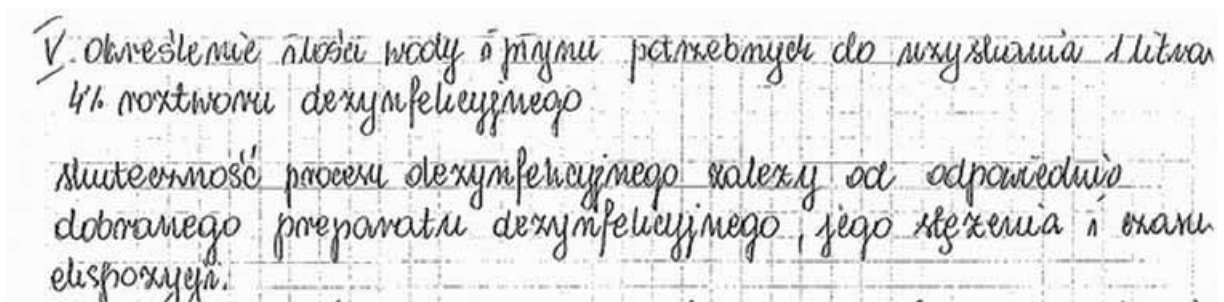 V. Określenie ilości wody i płynu potrzebnych do uzyskania 1 litra
4% roztworu dezynfekcyjnego
skuteczność procesu dezynfekcyjnego zależy od odpowiednio
dobranego preparatu dezynfekcyjnego, jego stężenia i czasu
ekspozycji.